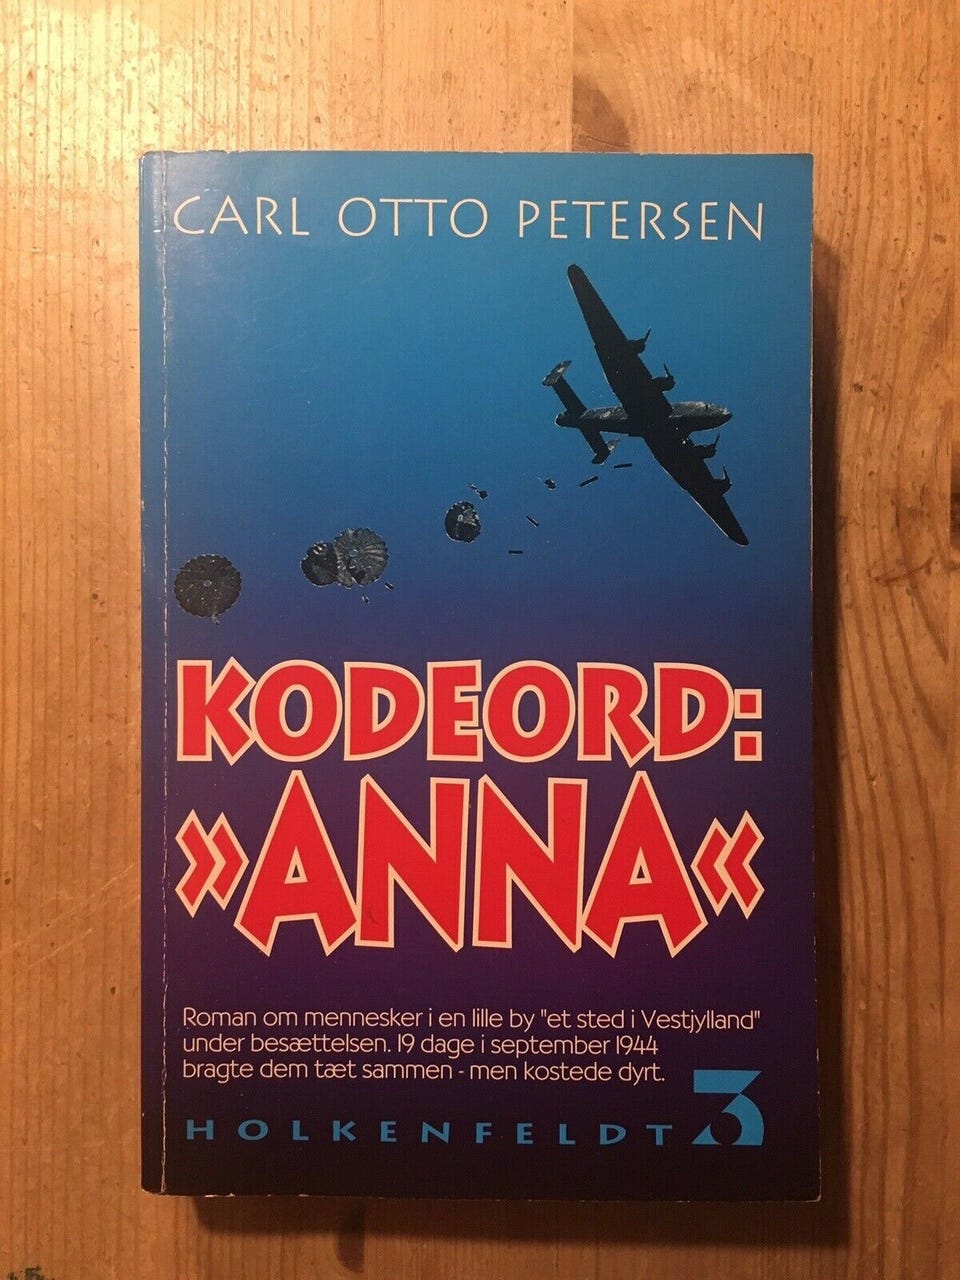 CARL OTTO PETERSEN
KODEORD:
»ANNA«
Roman om mennesker i en lille by "et sted i Vestjylland"
under besættelsen. 19 dage i september 1944
bragte dem tæt sammen - men kostede dyrt.
HOLKENFELDT 3